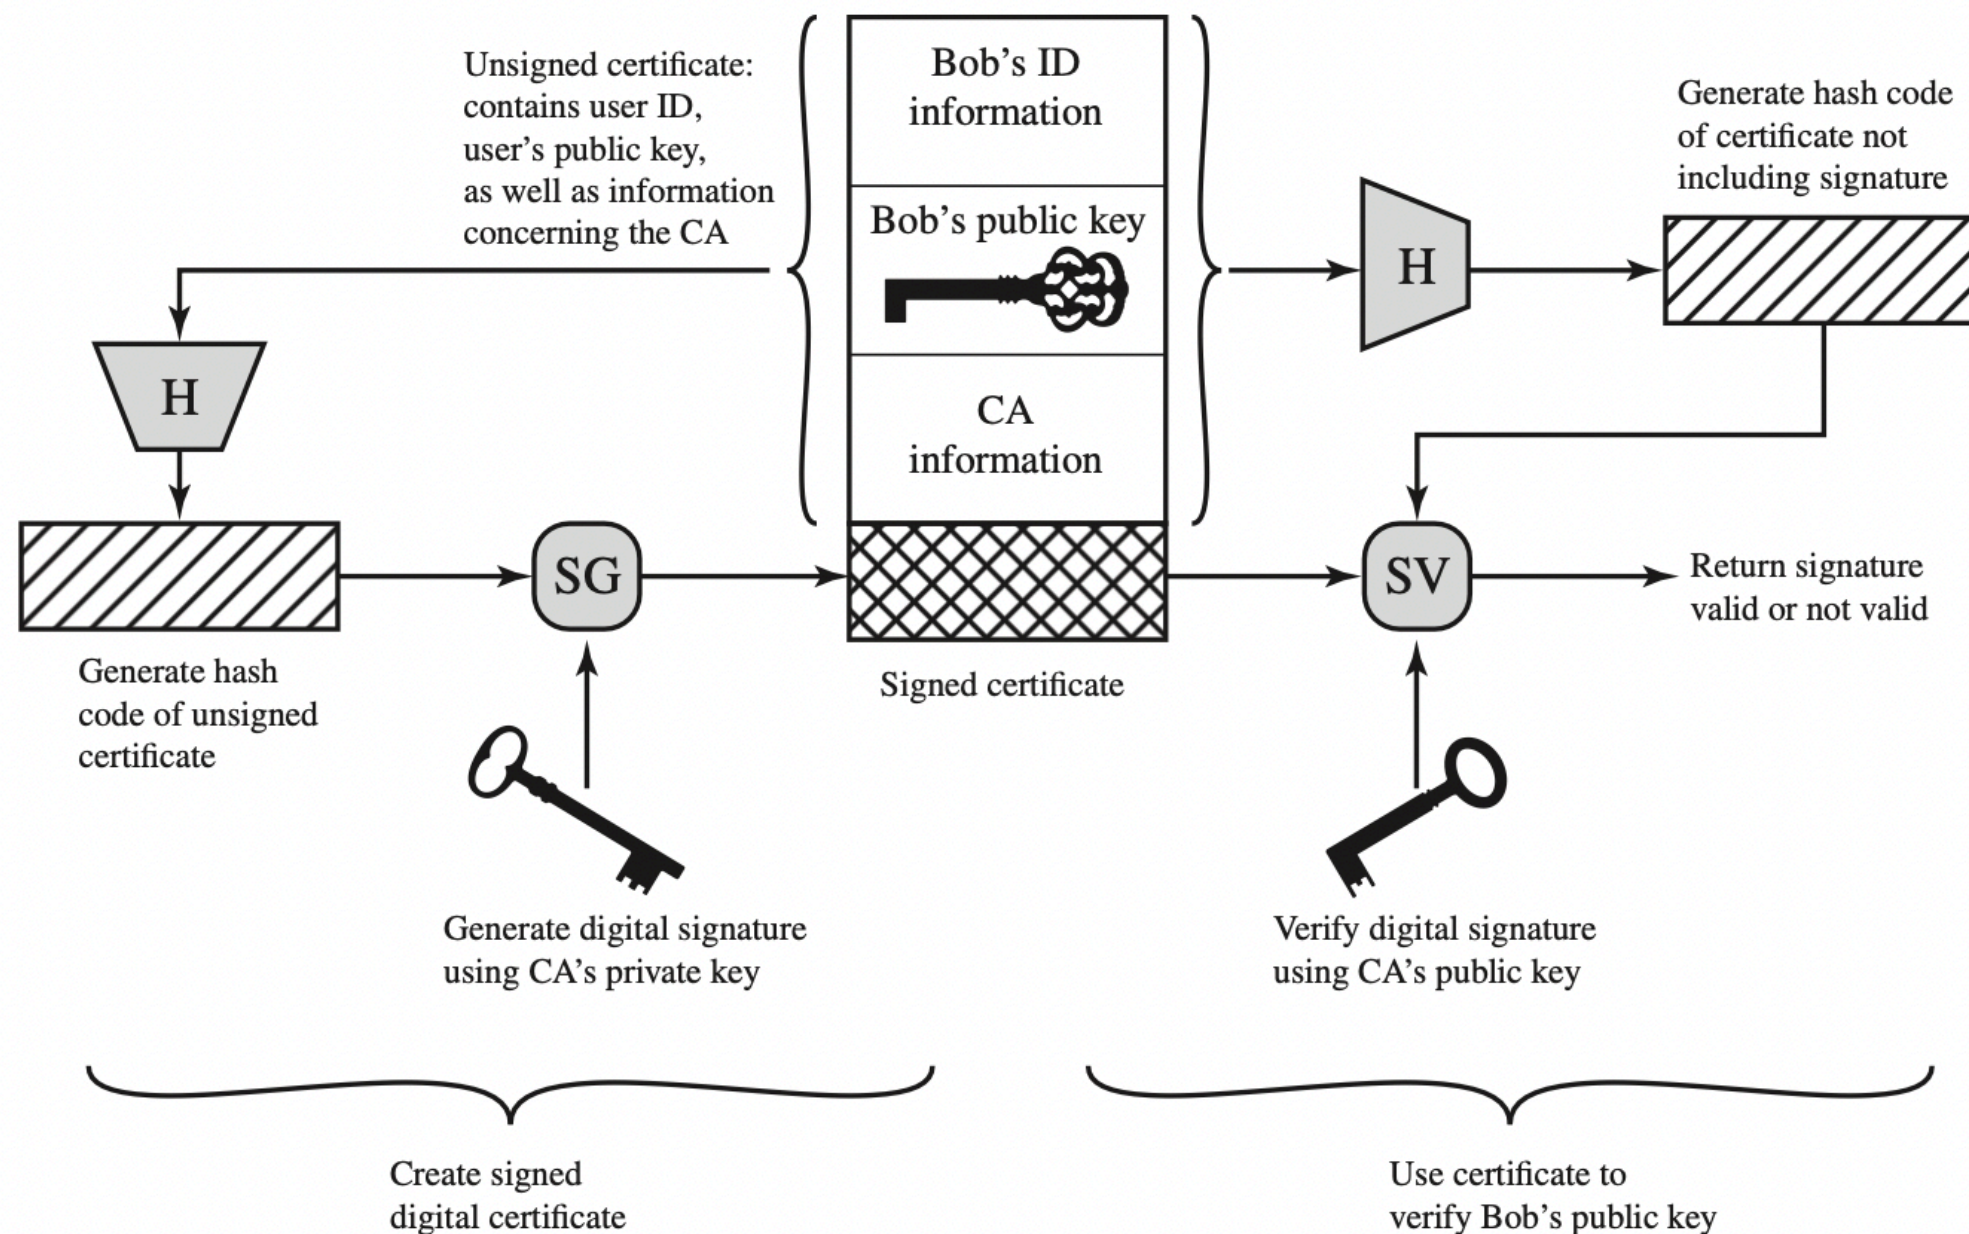 Unsigned certificate:
contains user ID,
user's public key,
as well as information
concerning the CA
Bob's ID
information
Bob's public key
CA
information
Generate hash code
of certificate not
including signature
H
H
SG
SV
Return signature
valid or not valid
Generate hash
code of unsigned
certificate
Signed certificate
Generate digital signature
using CA's private key
Verify digital signature
using CA's public key
Create signed
digital certificate
Use certificate to
verify Bob's public key